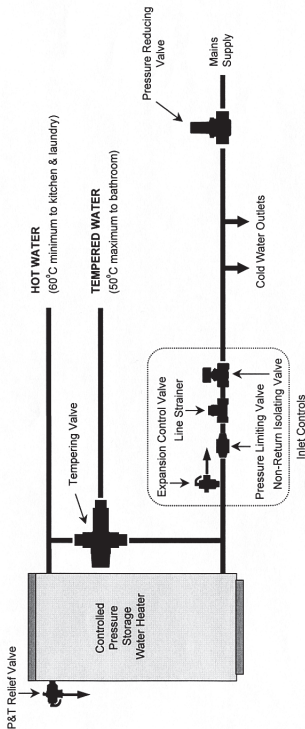 P&T Relief Valve
Controlled
Pressure
Storage
Water Heater
Tempering Valve
HOT WATER
(60°C minimum to kitchen & laundry)
TEMPERED WATER
(50°C maximum to bathroom)
Expansion Control Valve
Line Strainer
Pressure Limiting Valve
Non-Return Isolating Valve
Inlet Controls
Cold Water Outlets
Pressure Reducing
Valve
Mains
Supply